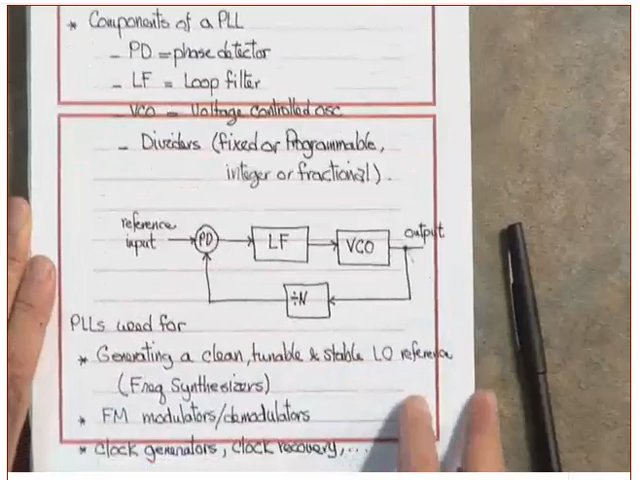 * Components of a PLL
- PD = phase detector
- LF = Loop filter
- VCO - Voltage controlled osc
- Dividers (fixed or Programmable,
integer or fractional).
reference
input
PD
LF
VCO
output
÷N
PLLs used for
* Generating a clean, tunable & stable LO reference
(Freq Synthesizers)
* FM modulators/demodulators
* Clock generators, clock recovery,...